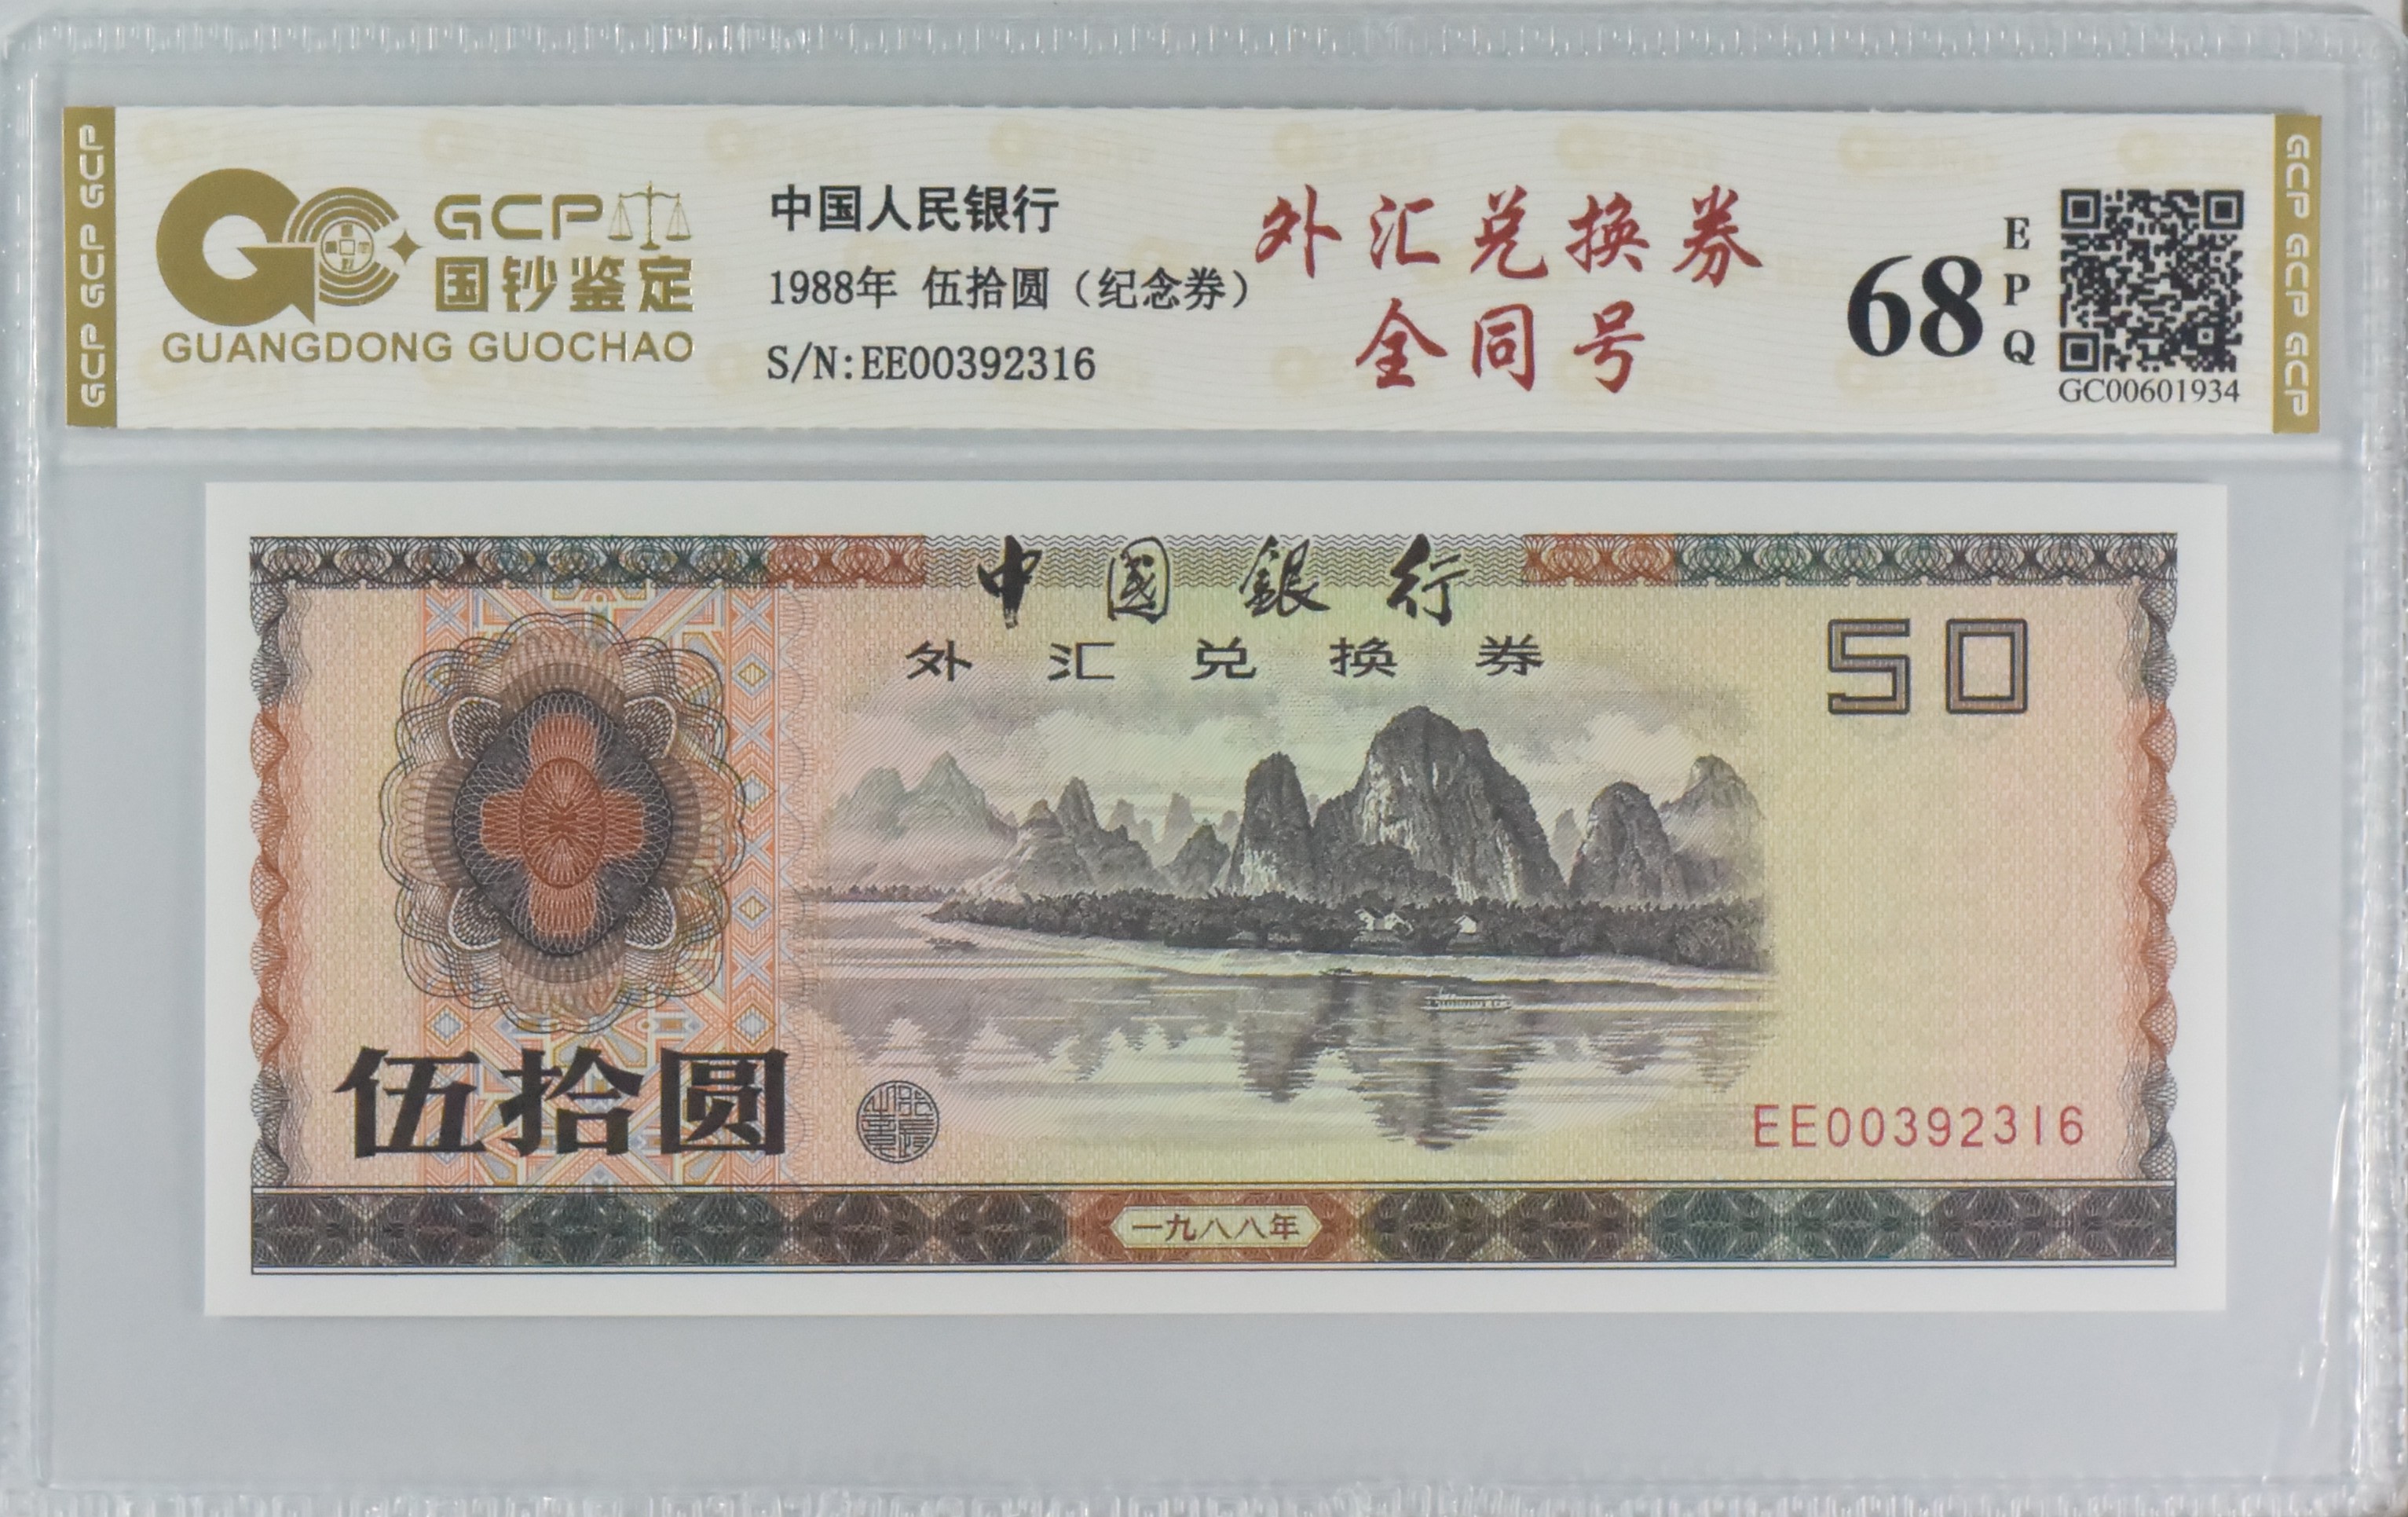 GCP GCP GCP
GCP
国钞鉴定
GUANGDONG GUOCHAO
中国人民银行
1988年 伍拾圆（纪念券）
S/N:EE00392316
外汇兑换券
全同号
68
EPQ
GC00601934
GCP GCP GCP
中國銀行
外汇兑换券
50
伍拾圆
EE00392316
一九八八年